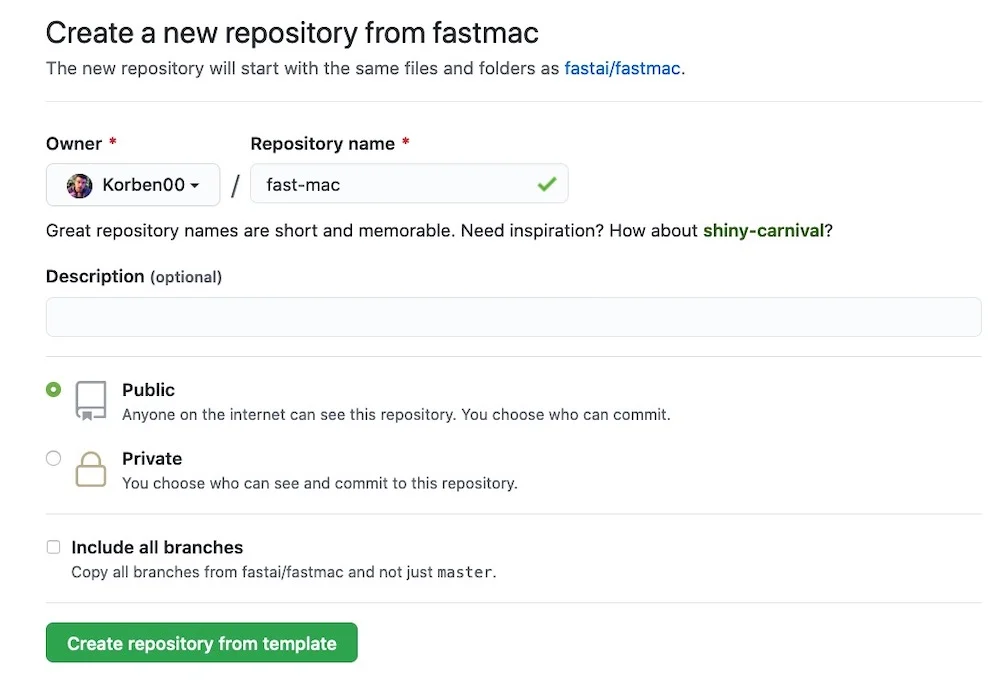 Create a new repository from fastmac
The new repository will start with the same files and folders as fastai/fastmac.
Owner * Repository name *
Korben00 / fast-mac
Great repository names are short and memorable. Need inspiration? How about shiny-carnival?
Description (optional)
Public
Anyone on the internet can see this repository. You choose who can commit.
Private
You choose who can see and commit to this repository.
Include all branches
Copy all branches from fastai/fastmac and not just master.
Create repository from template